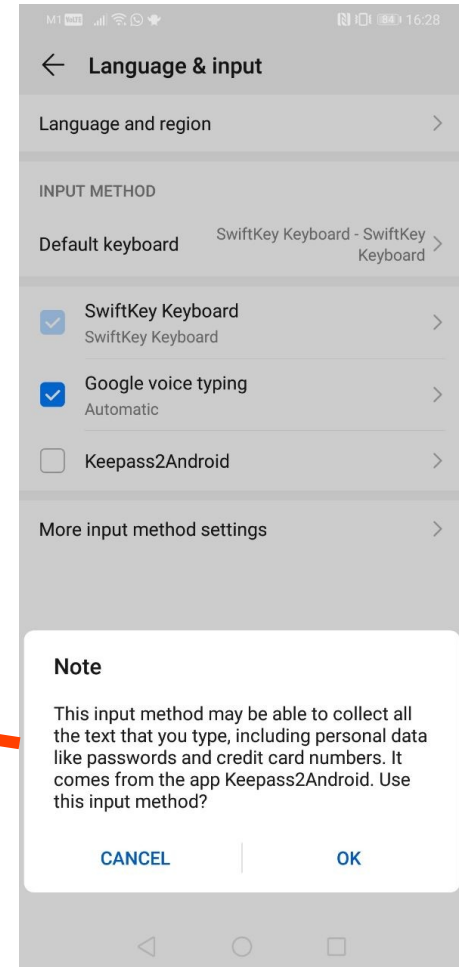 M1 84 16:28
Language & input
Language and region
INPUT METHOD
Default keyboard
SwiftKey Keyboard - SwiftKey
Keyboard
SwiftKey Keyboard
SwiftKey Keyboard
Google voice typing
Automatic
Keepass2Android
More input method settings
Note
This input method may be able to collect all
the text that you type, including personal data
like passwords and credit card numbers. It
comes from the app Keepass2Android. Use
this input method?
CANCEL OK